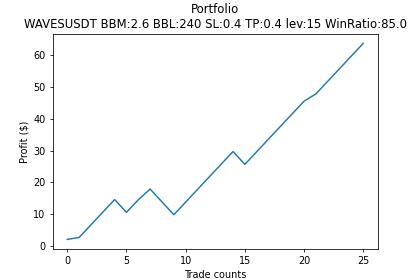 Portfolio
WAVESUSDT BBM:2.6 BBL:240 SL:0.4 TP:0.4 lev:15 WinRatio:85.0
60
50
40
30
20
10
0
Profit ($)
0 5 10 15 20 25
Trade counts